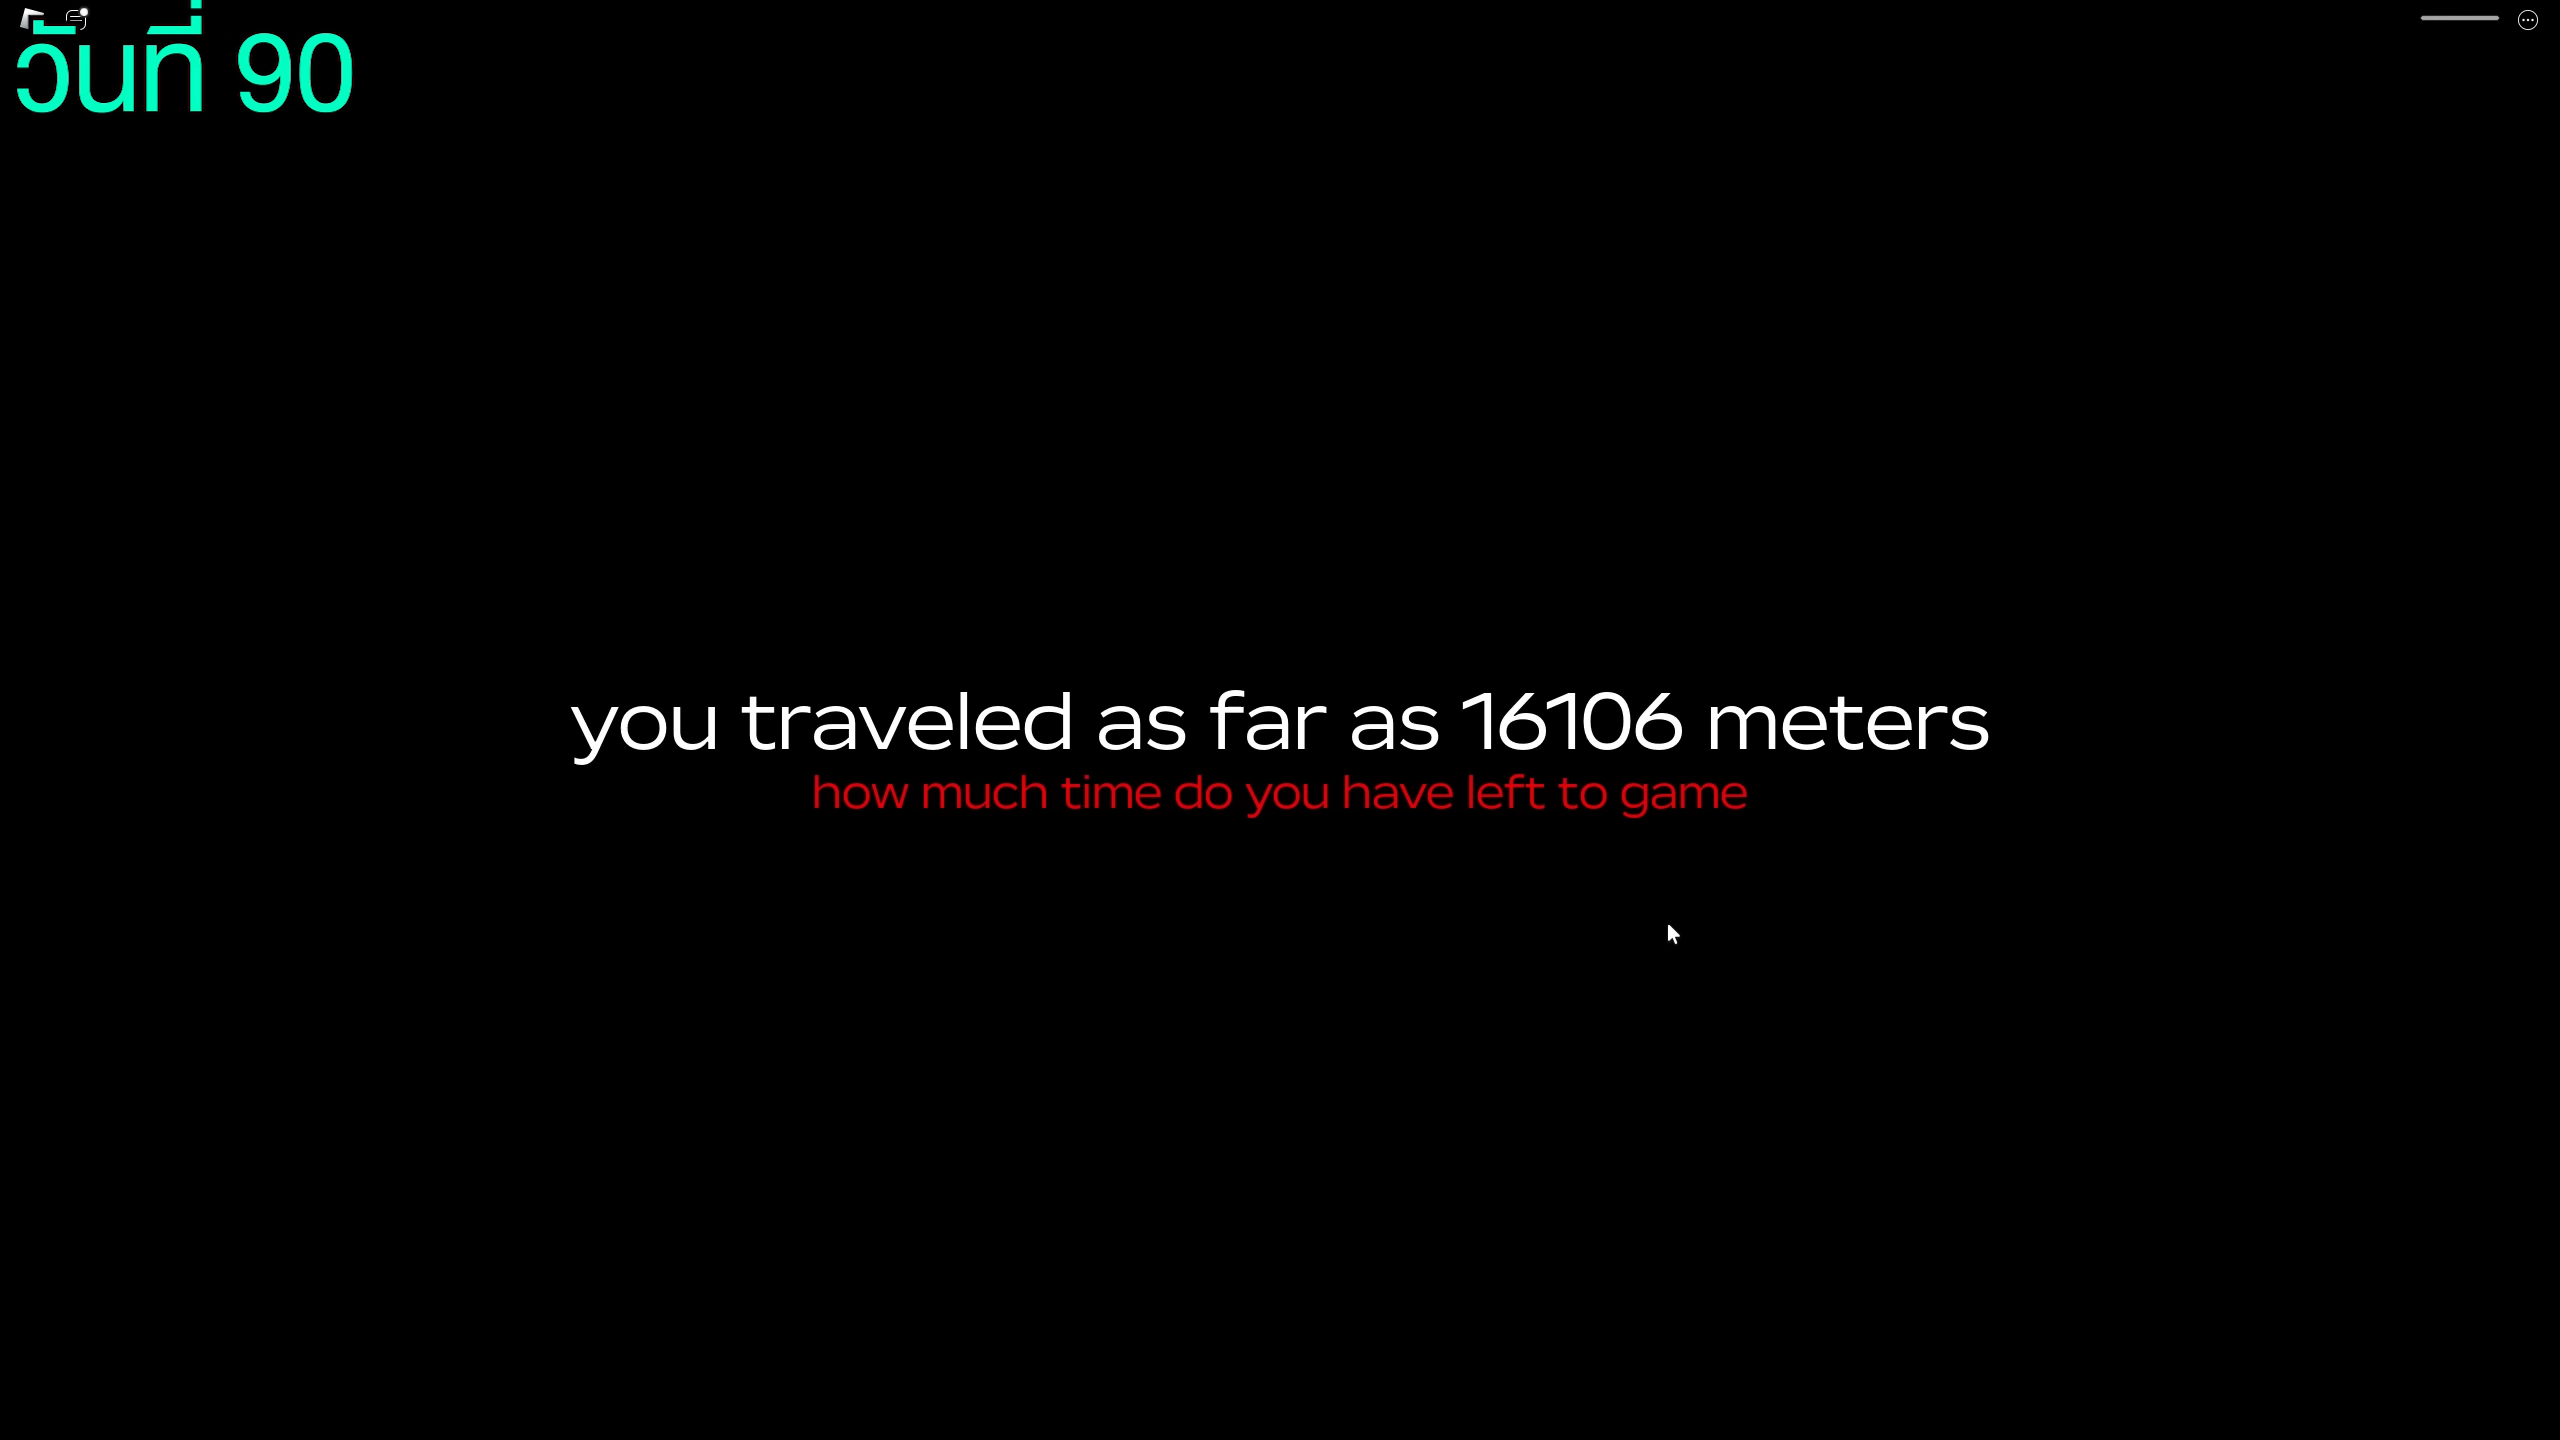 วันที่ 90
you traveled as far as 16106 meters
how much time do you have left to game